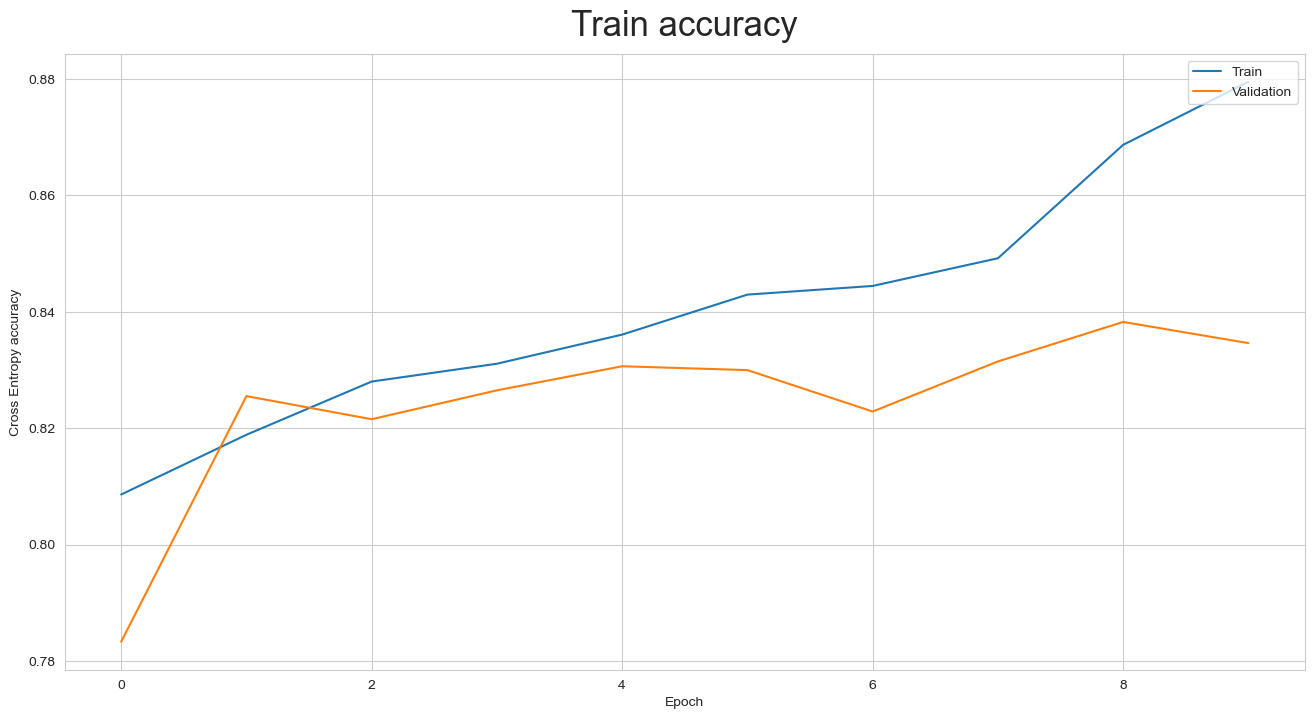 Train accuracy
Train
Validation
Cross Entropy accuracy
0.88
0.86
0.84
0.82
0.80
0.78
0 2 4 6 8
Epoch